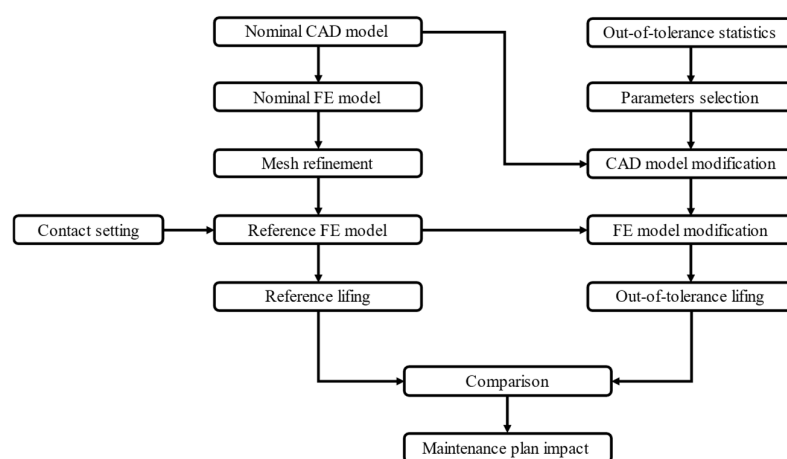 Nominal CAD model
Out-of-tolerance statistics
Nominal FE model
Parameters selection
Mesh refinement
CAD model modification
Contact setting
Reference FE model
FE model modification
Reference lifing
Out-of-tolerance lifing
Comparison
Maintenance plan impact